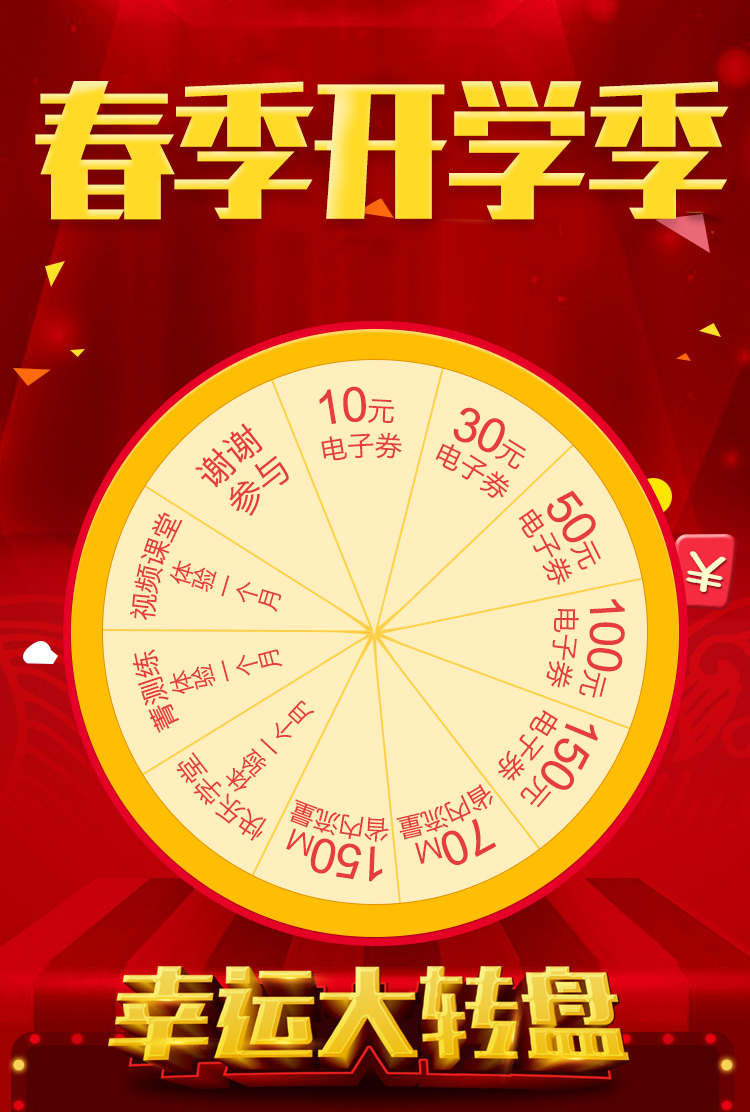 春季开学季
10元
电子券
30元
电子券
50元
电子券
100元
电子券
150元
电子券
70M
省内流量
150M
省内流量
快乐学堂
体验一个月
菁测练
体验一个月
视频课堂
体验一个月
谢谢
参与
¥
幸运大转盘